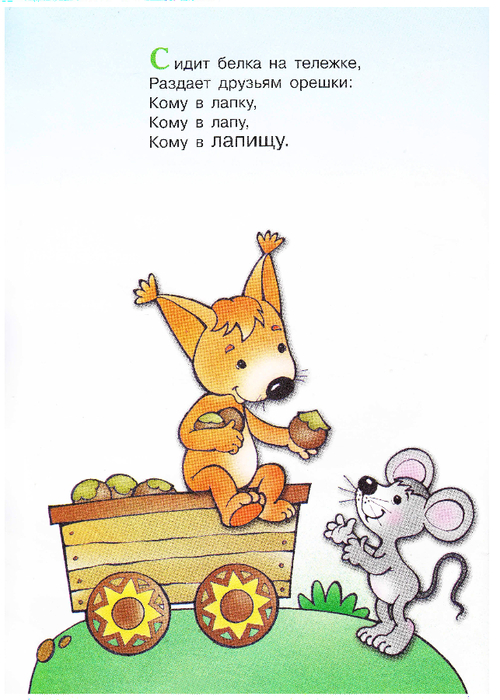 Сидит белка на тележке,
Раздает друзьям орешки:
Кому в лапку,
Кому в лапу,
Кому в лапищу.